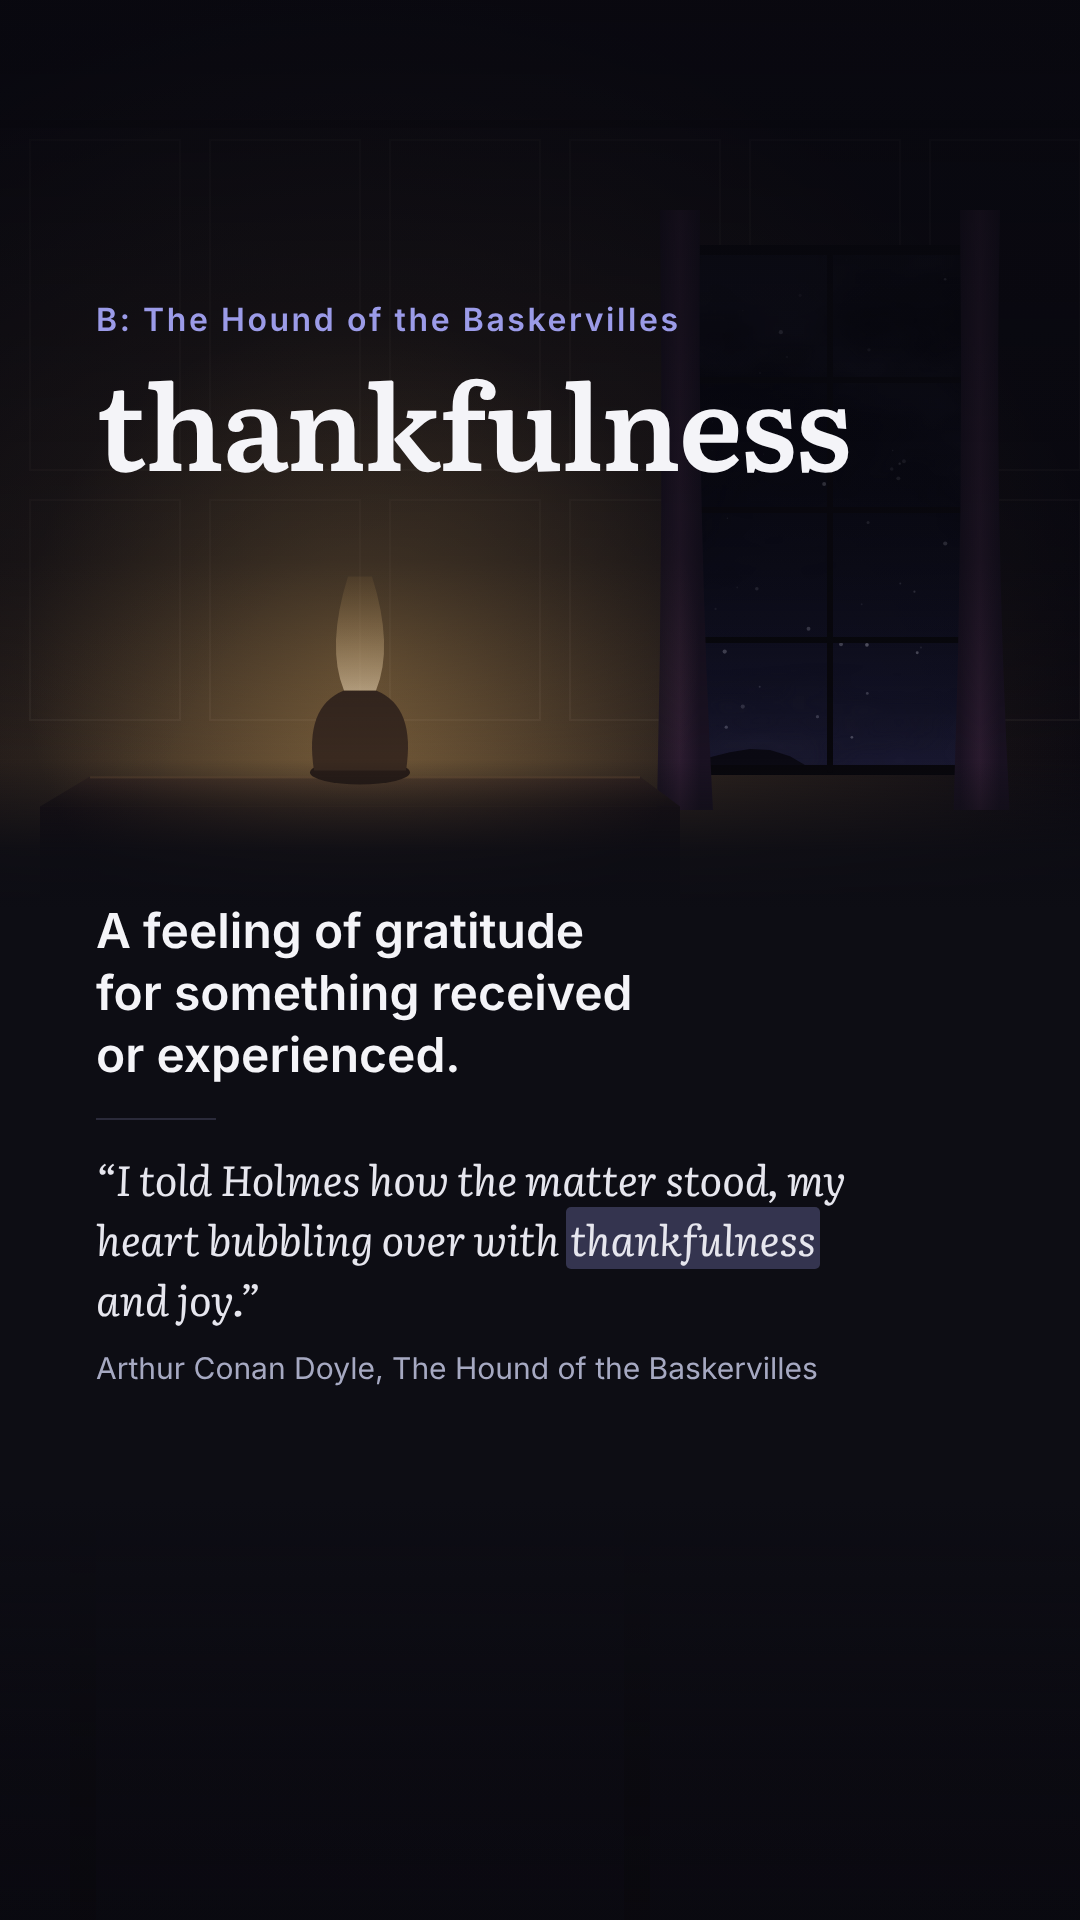 B: The Hound of the Baskervilles
thankfulness
A feeling of gratitude
for something received
or experienced.
“I told Holmes how the matter stood, my
heart bubbling over with thankfulness
and joy.”
Arthur Conan Doyle, The Hound of the Baskervilles